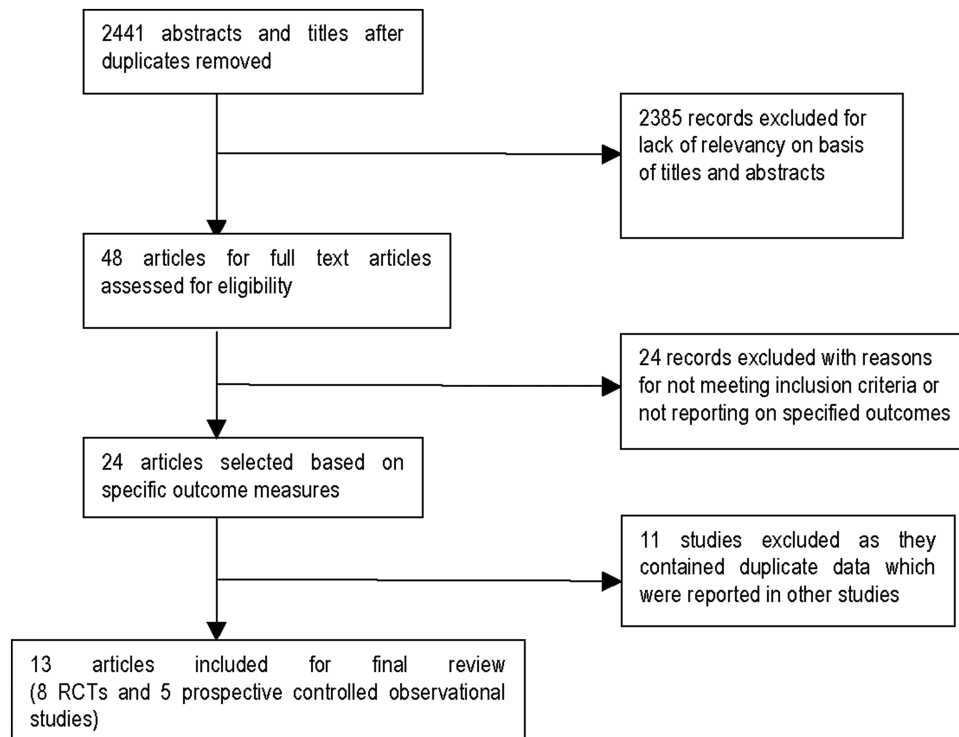 2441 abstracts and titles after
duplicates removed
2385 records excluded for
lack of relevancy on basis
of titles and abstracts
48 articles for full text articles
assessed for eligibility
24 records excluded with reasons
for not meeting inclusion criteria or
not reporting on specified outcomes
24 articles selected based on
specific outcome measures
11 studies excluded as they
contained duplicate data which
were reported in other studies
13 articles included for final review
(8 RCTs and 5 prospective controlled observational
studies)